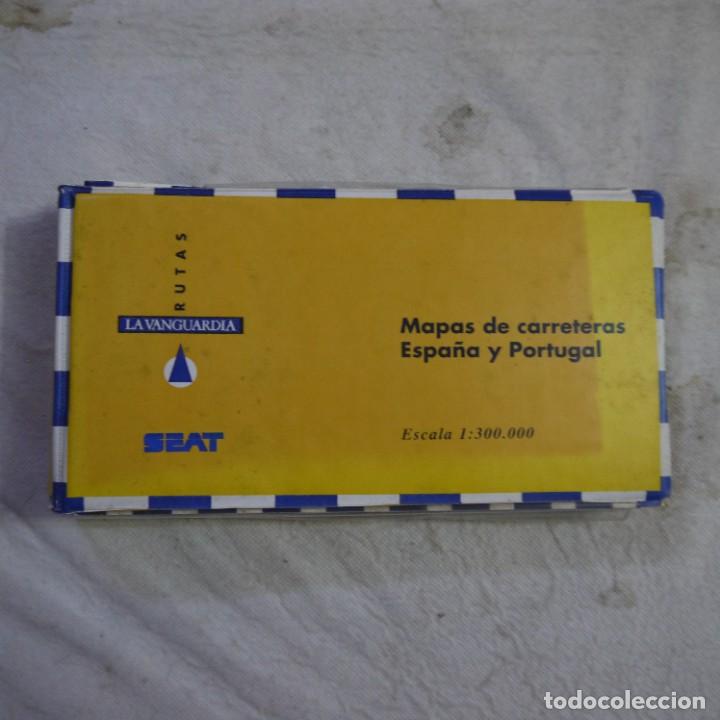 RUTAS
LA VANGUARDIA
SEAT
Mapas de carreteras
España y Portugal
Escala 1:300.000
todocoleccion